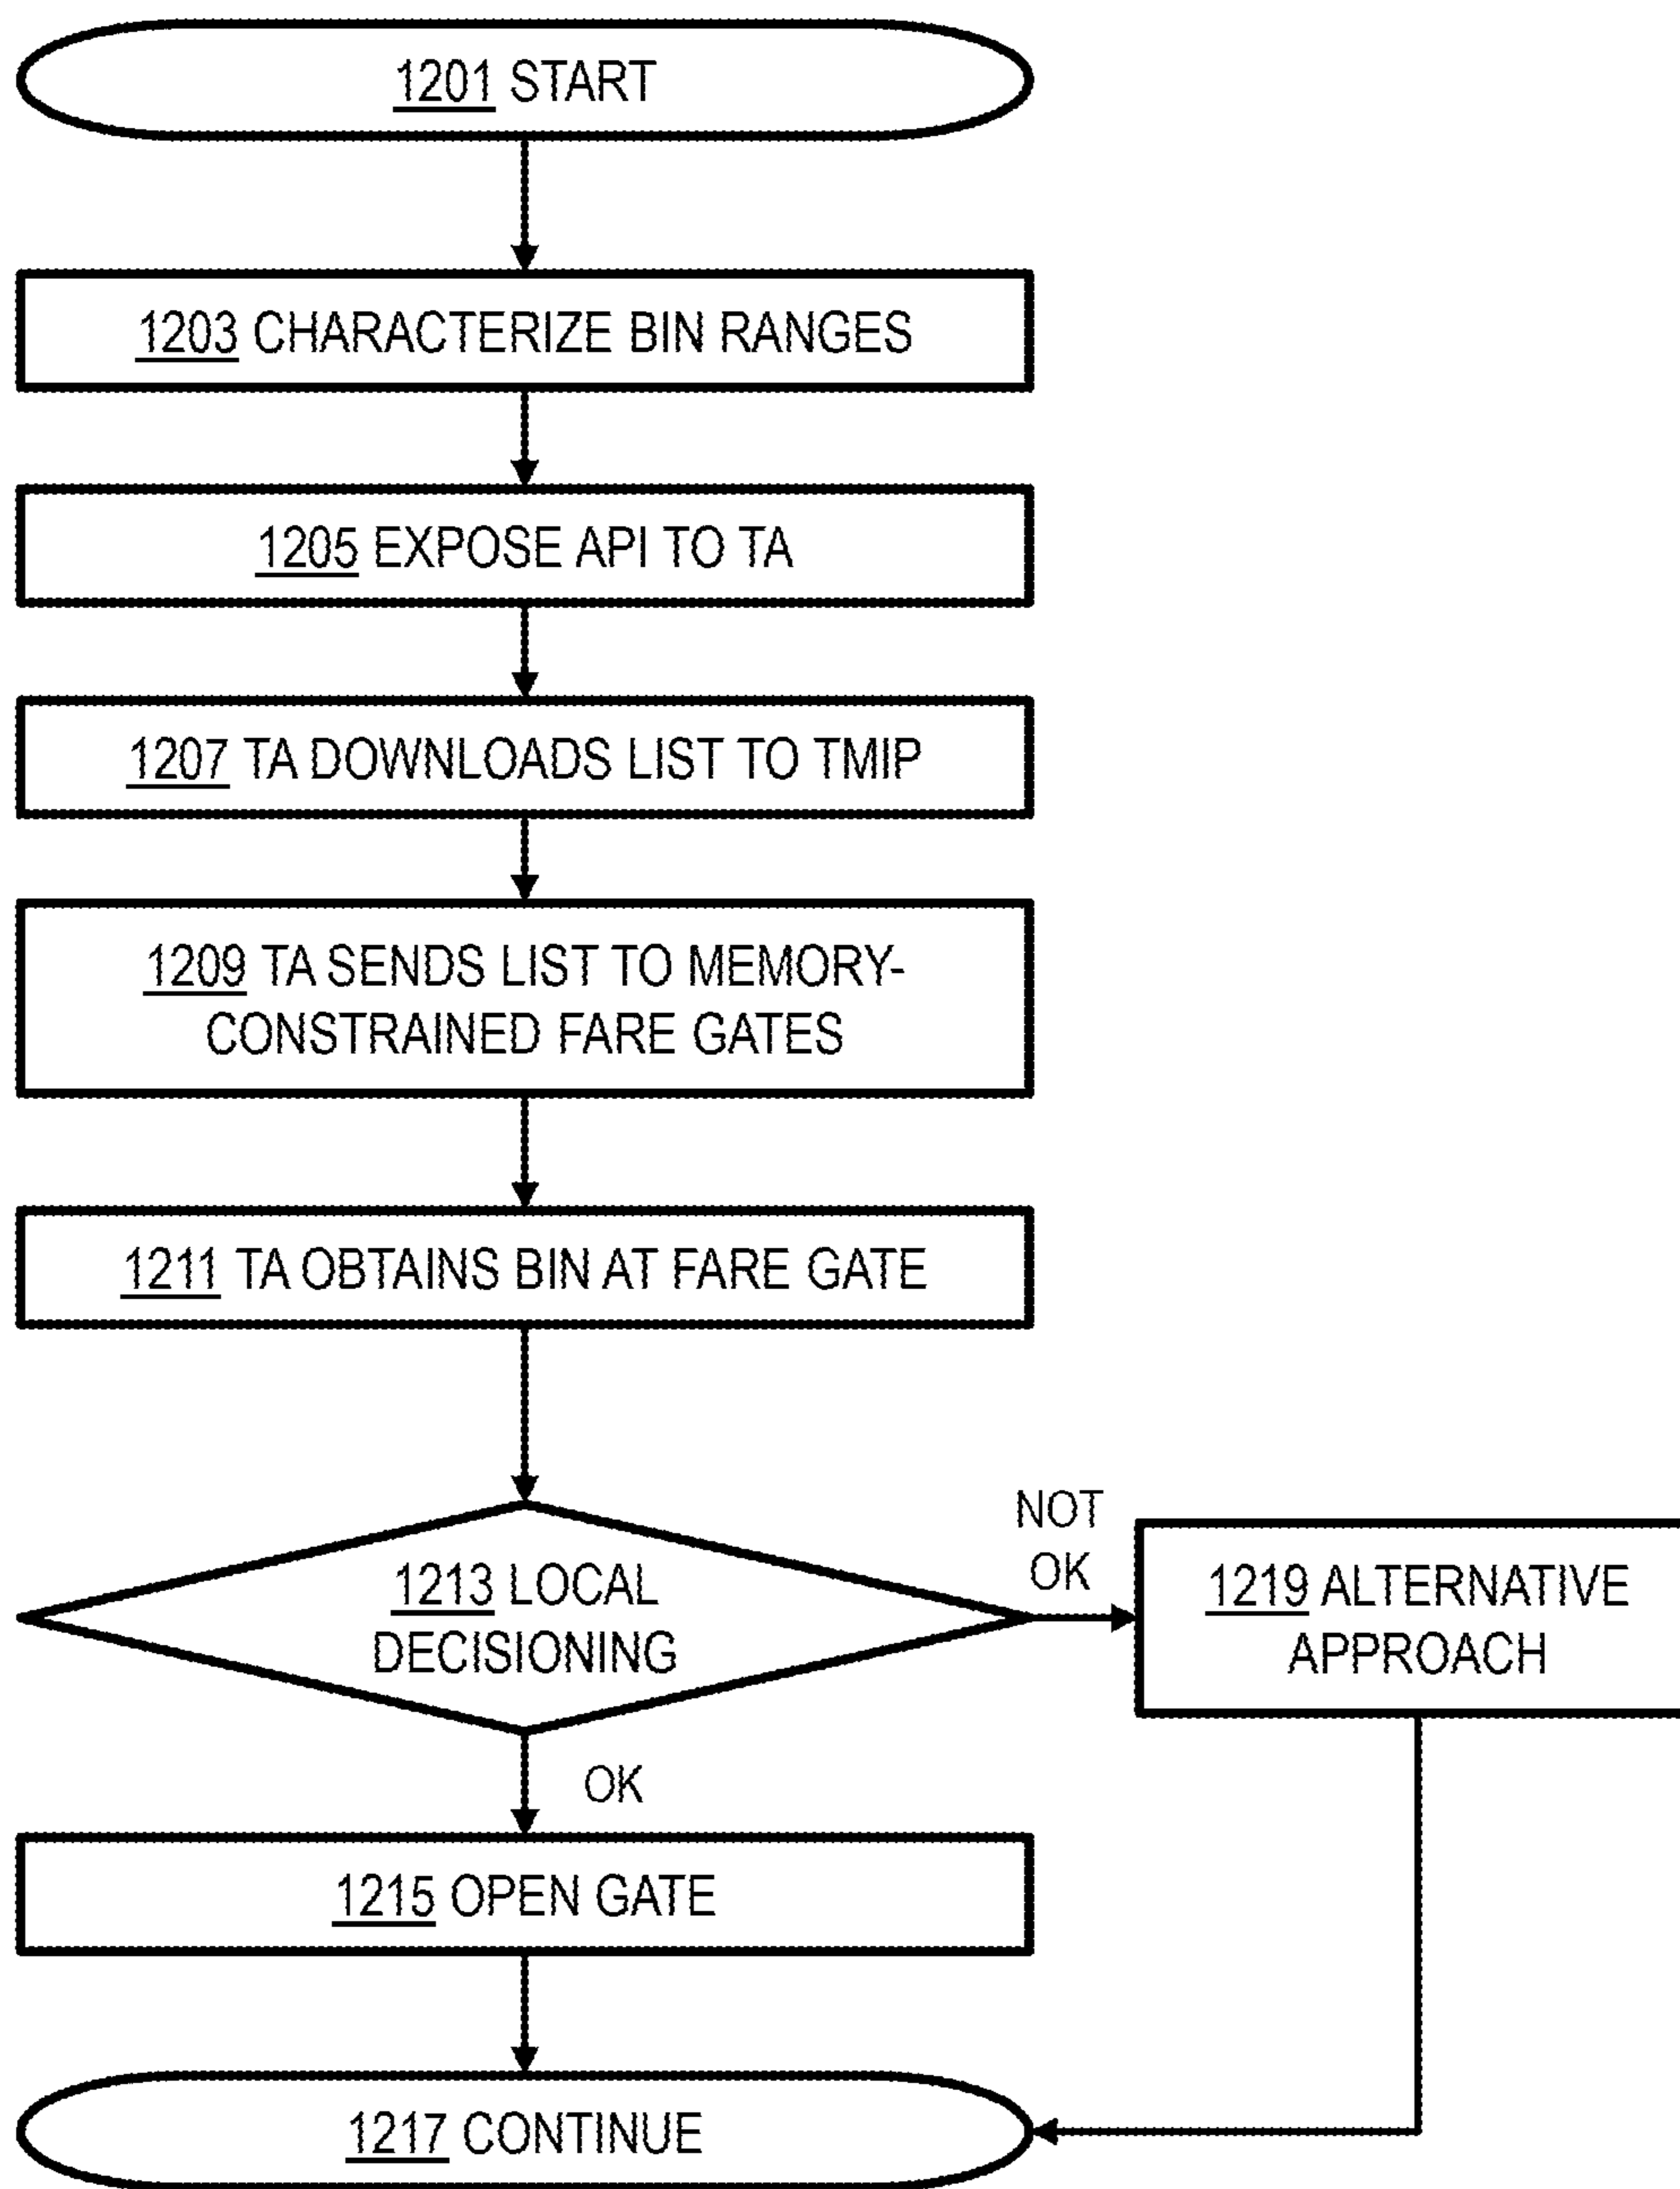 1201 START
1203 CHARACTERIZE BIN RANGES
1205 EXPOSE API TO TA
1207 TA DOWNLOADS LIST TO TMIP
1209 TA SENDS LIST TO MEMORY-
CONSTRAINED FARE GATES
1211 TA OBTAINS BIN AT FARE GATE
1213 LOCAL
DECISIONING
NOT
OK
1219 ALTERNATIVE
APPROACH
OK
1215 OPEN GATE
1217 CONTINUE